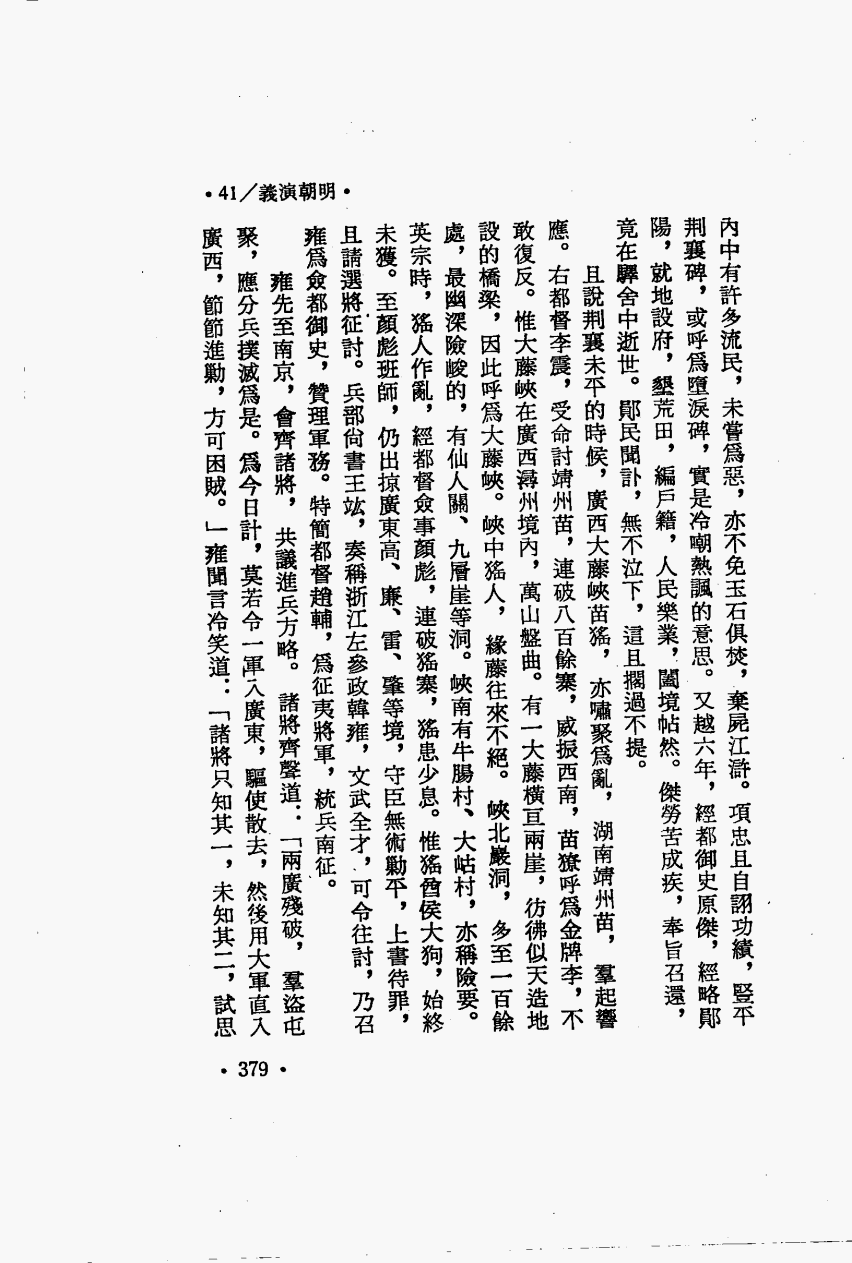 •41／義演朝明•
內中有許多流民，未嘗爲惡，亦不免玉石俱焚，棄屍江滸。項忠且自詡功績，豎平
荆襄碑，或呼爲墮淚碑，實是冷嘲熱諷的意思。又越六年，經都御史原傑，經略鄖
陽，就地設府，墾荒田，編戶籍，人民樂業，闔境帖然。傑勞苦成疾，奉旨召還，
竟在驛舍中逝世。鄖民聞訃，無不泣下，這且擱過不提。
且說荆襄未平的時候，廣西大藤峽苗猺，亦嘯聚爲亂，湖南靖州苗，羣起響
應。右都督李震，受命討靖州苗，連破八百餘寨，威振西南，苗獠呼爲金牌李，不
敢復反。惟大藤峽在廣西潯州境內，萬山盤曲。有一大藤橫亘兩崖，彷彿似天造地
設的橋梁，因此呼爲大藤峽。峽中猺人，緣藤往來不絕。峽北巖洞，多至一百餘
處，最幽深險峻的，有仙人關、九層崖等洞。峽南有牛腸村、大岵村，亦稱險要。
英宗時，猺人作亂，經都督僉事顏彪，連破猺寨，猺患少息。惟猺酋侯大狗，始終
未獲。至顏彪班師，仍出掠廣東高、廉、雷、肇等境，守臣無術勦平，上書待罪，
且請選將征討。兵部尙書王竑，奏稱浙江左參政韓雍，文武全才，可令往討，乃召
雍爲僉都御史，贊理軍務。特簡都督趙輔，爲征夷將軍，統兵南征。
雍先至南京，會齊諸將，共議進兵方略。諸將齊聲道：「兩廣殘破，羣盜屯
聚，應分兵撲滅爲是。爲今日計，莫若令一軍入廣東，驅使散去，然後用大軍直入
廣西，節節進勦，方可困賊。」雍聞言冷笑道：「諸將只知其一，未知其二，試思
•379•